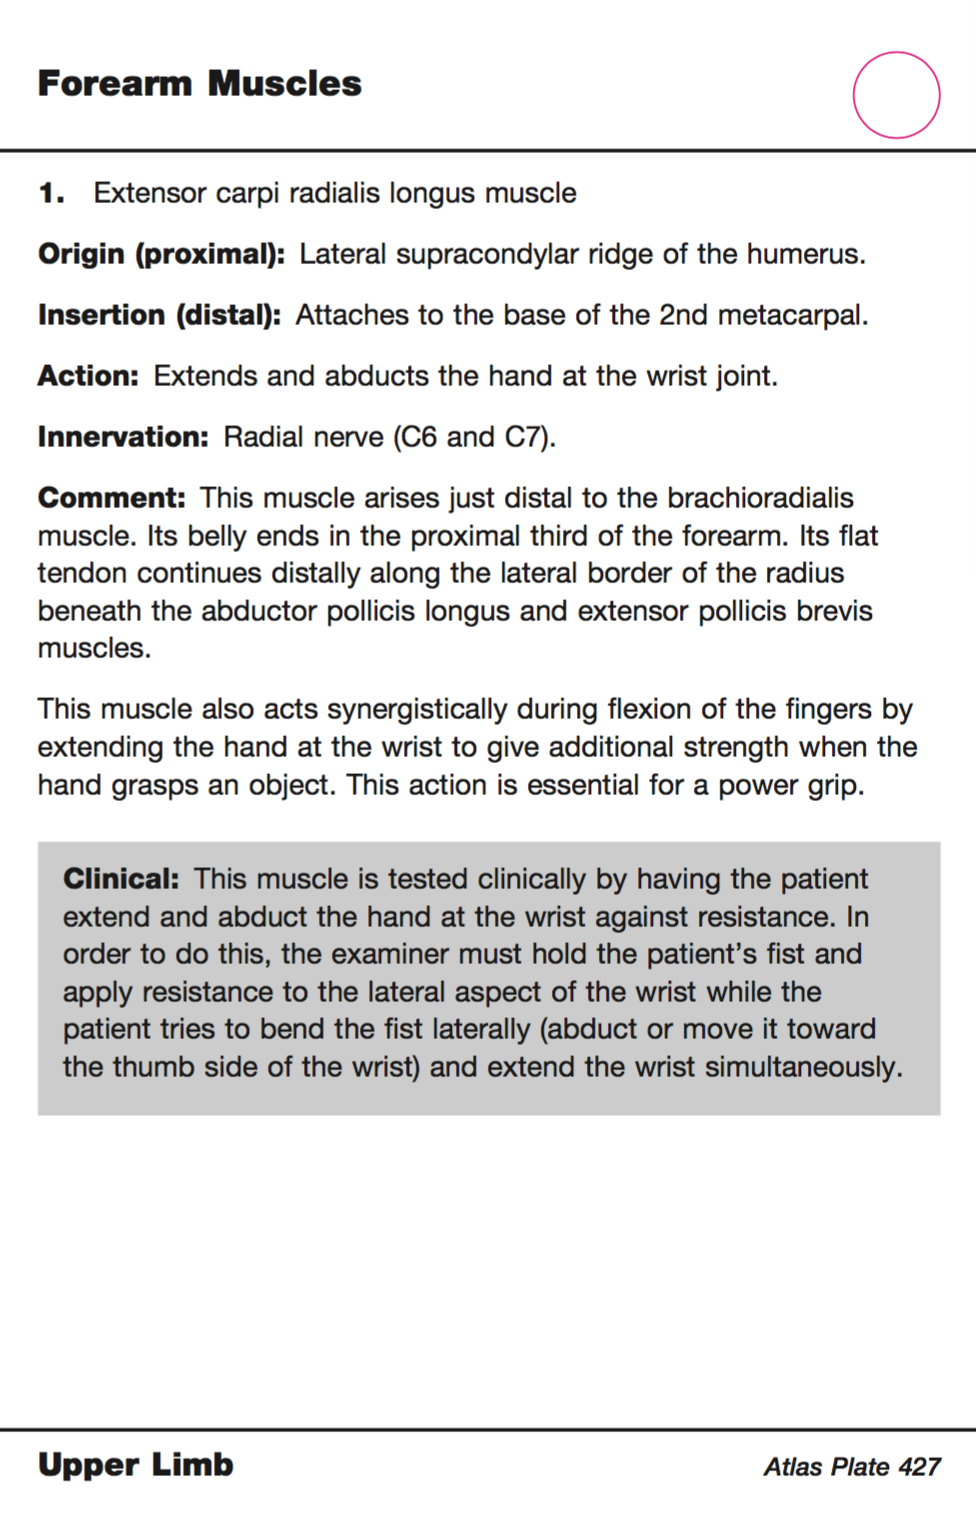 Forearm Muscles
1. Extensor carpi radialis longus muscle
Origin (proximal): Lateral supracondylar ridge of the humerus.
Insertion (distal): Attaches to the base of the 2nd metacarpal.
Action: Extends and abducts the hand at the wrist joint.
Innervation: Radial nerve (C6 and C7).
Comment: This muscle arises just distal to the brachioradialis
muscle. Its belly ends in the proximal third of the forearm. Its flat
tendon continues distally along the lateral border of the radius
beneath the abductor pollicis longus and extensor pollicis brevis
muscles.
This muscle also acts synergistically during flexion of the fingers by
extending the hand at the wrist to give additional strength when the
hand grasps an object. This action is essential for a power grip.
Clinical: This muscle is tested clinically by having the patient
extend and abduct the hand at the wrist against resistance. In
order to do this, the examiner must hold the patient’s fist and
apply resistance to the lateral aspect of the wrist while the
patient tries to bend the fist laterally (abduct or move it toward
the thumb side of the wrist) and extend the wrist simultaneously.
Upper Limb
Atlas Plate 427